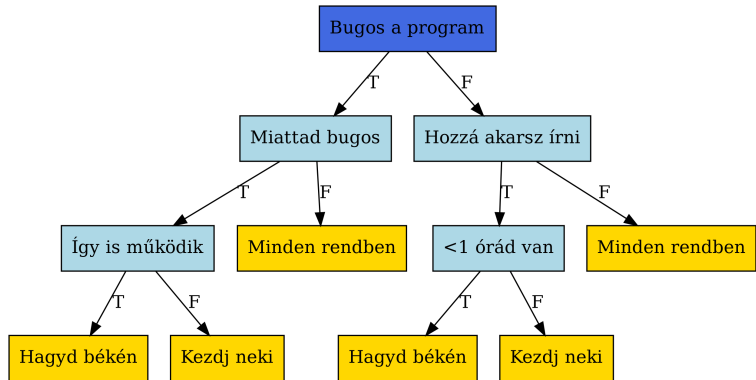 Bugos a program
T
F
Miattad bugos
Hozzá akarsz írni
T
F
T
F
Így is működik
Minden rendben
<1 órád van
Minden rendben
T
F
T
F
Hagyd békén
Kezdj neki
Hagyd békén
Kezdj neki